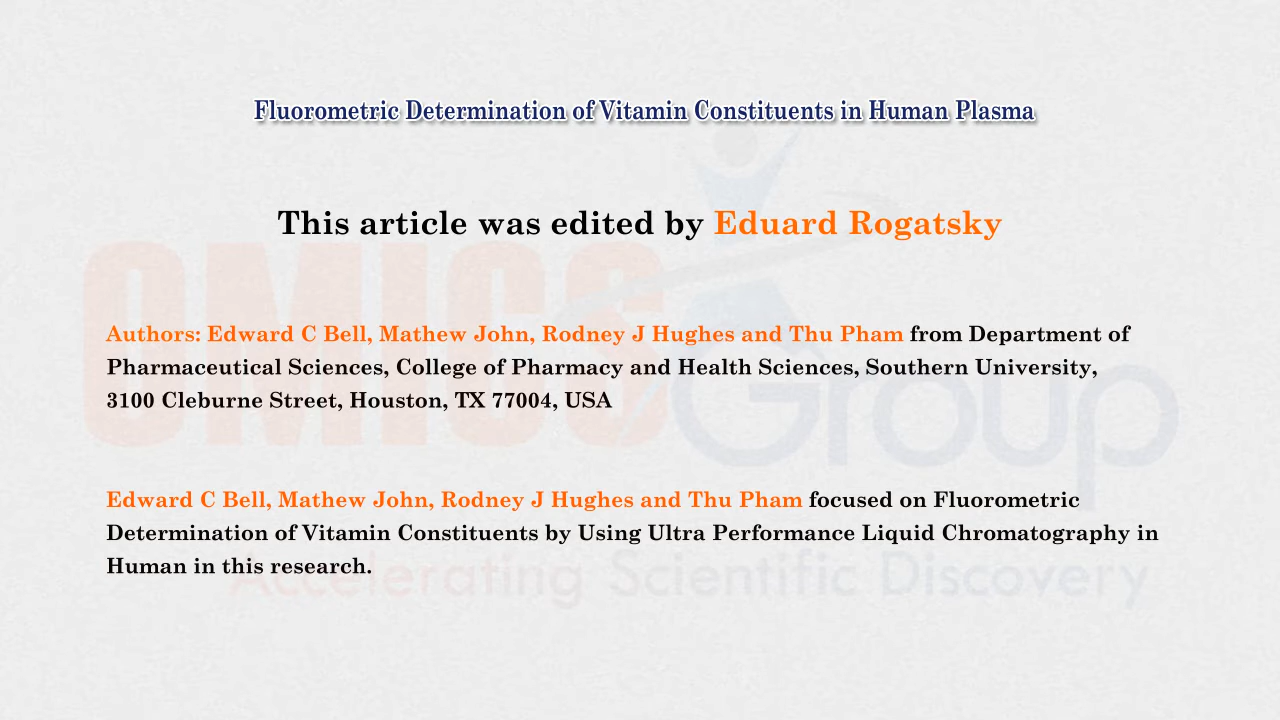 Fluorometric Determination of Vitamin Constituents in Human Plasma
This article was edited by Eduard Rogatsky
OMICS Group
Authors: Edward C Bell, Mathew John, Rodney J Hughes and Thu Pham from Department of
Pharmaceutical Sciences, College of Pharmacy and Health Sciences, Southern University,
3100 Cleburne Street, Houston, TX 77004, USA
Edward C Bell, Mathew John, Rodney J Hughes and Thu Pham focused on Fluorometric
Determination of Vitamin Constituents by Using Ultra Performance Liquid Chromatography in
Human in this research.
Accelerating Scientific Discovery